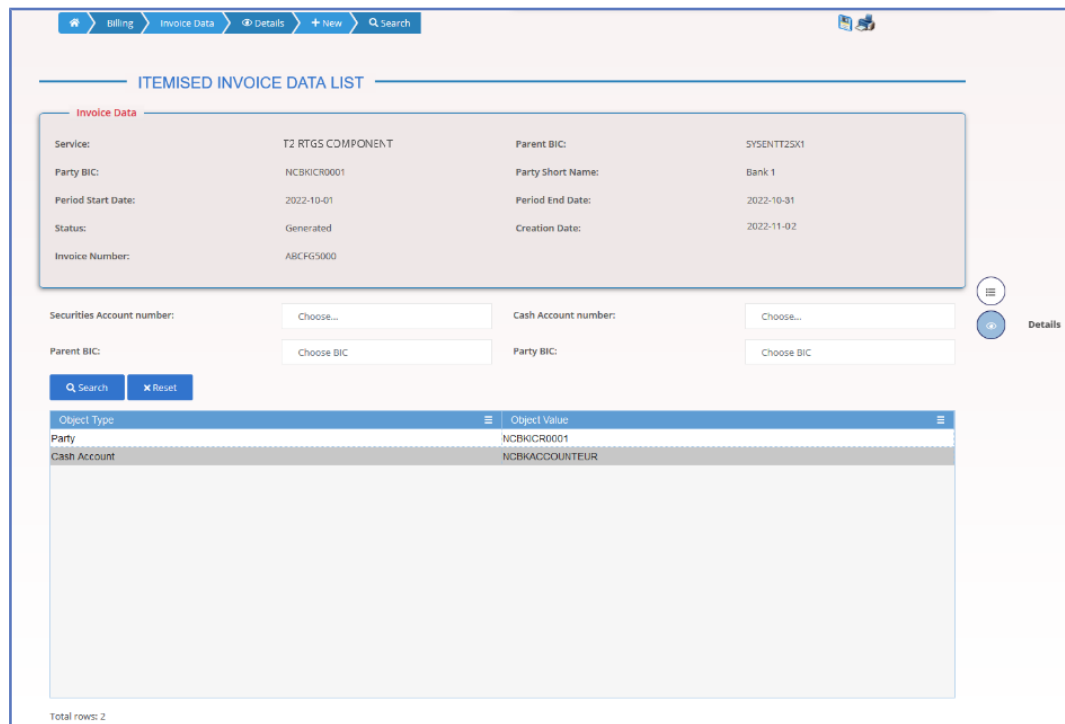 Billing Invoice Data Details New Search
ITEMISED INVOICE DATA LIST
Invoice Data
Service: T2 RTGS COMPONENT Parent BIC: SYSENTT2SX1
Party BIC: NCBKICR0001 Party Short Name: Bank 1
Period Start Date: 2022-10-01 Period End Date: 2022-10-31
Status: Generated Creation Date: 2022-11-02
Invoice Number: ABCFG5000
Securities Account number: Choose... Cash Account number: Choose...
Details
Parent BIC: Choose BIC Party BIC: Choose BIC
Search Reset
Object Type Object Value
Party NCBKICR0001
Cash Account NCBKACCOUNTEUR
Total rows: 2